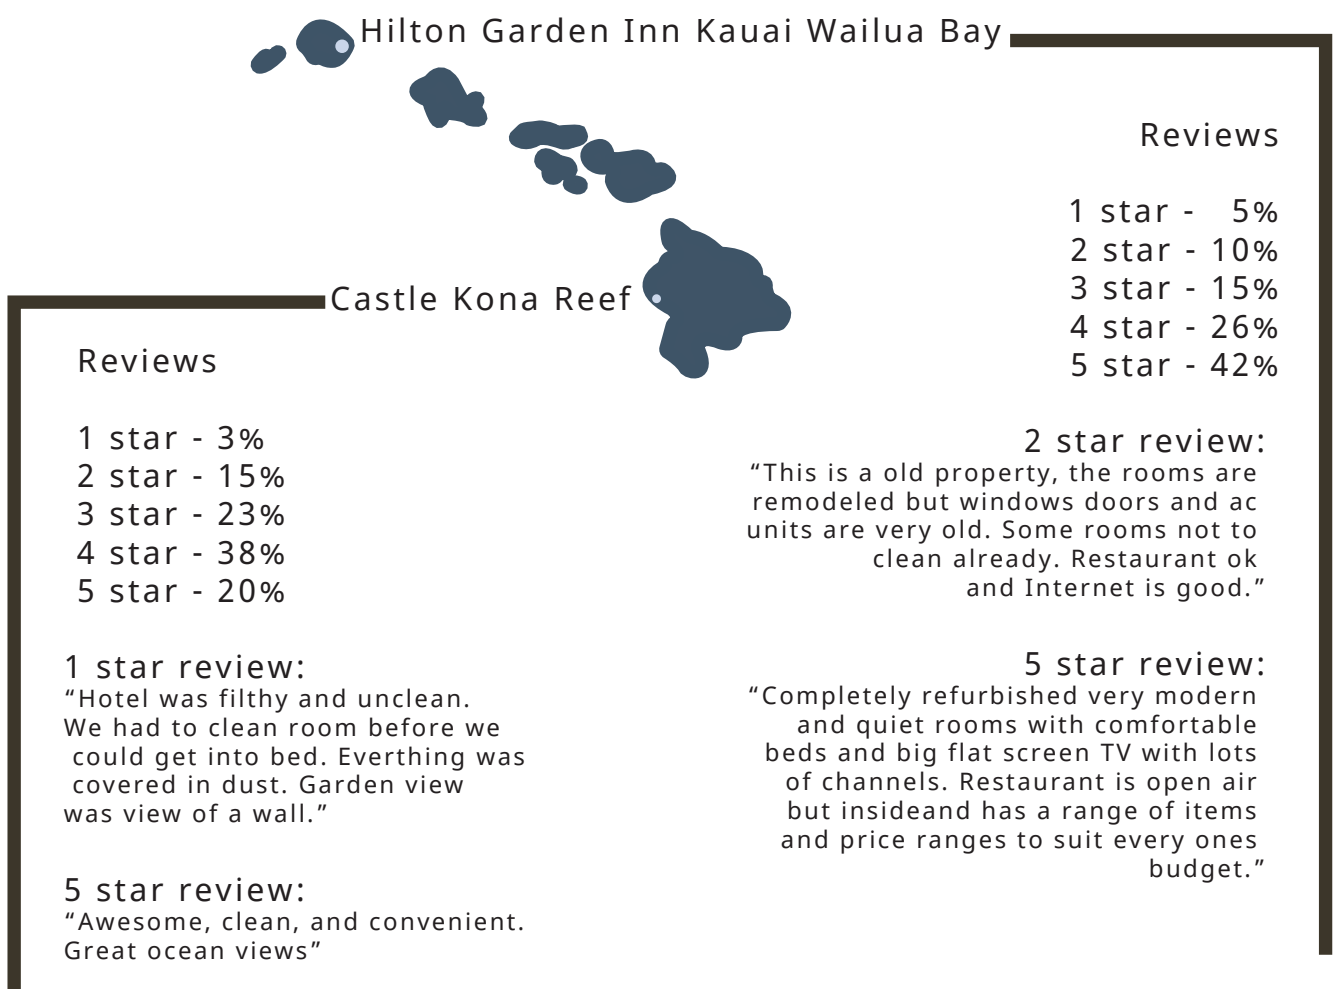 Hilton Garden Inn Kauai Wailua Bay
Reviews
1 star - 5%
2 star - 10%
3 star - 15%
4 star - 26%
5 star - 42%
2 star review:
“This is a old property, the rooms are
remodeled but windows doors and ac
units are very old. Some rooms not to
clean already. Restaurant ok
and Internet is good.”
5 star review:
“Completely refurbished very modern
and quiet rooms with comfortable
beds and big flat screen TV with lots
of channels. Restaurant is open air
but insideand has a range of items
and price ranges to suit every ones
budget.”
Castle Kona Reef
Reviews
1 star - 3%
2 star - 15%
3 star - 23%
4 star - 38%
5 star - 20%
1 star review:
“Hotel was filthy and unclean.
We had to clean room before we
could get into bed. Everthing was
covered in dust. Garden view
was view of a wall.”
5 star review:
“Awesome, clean, and convenient.
Great ocean views”